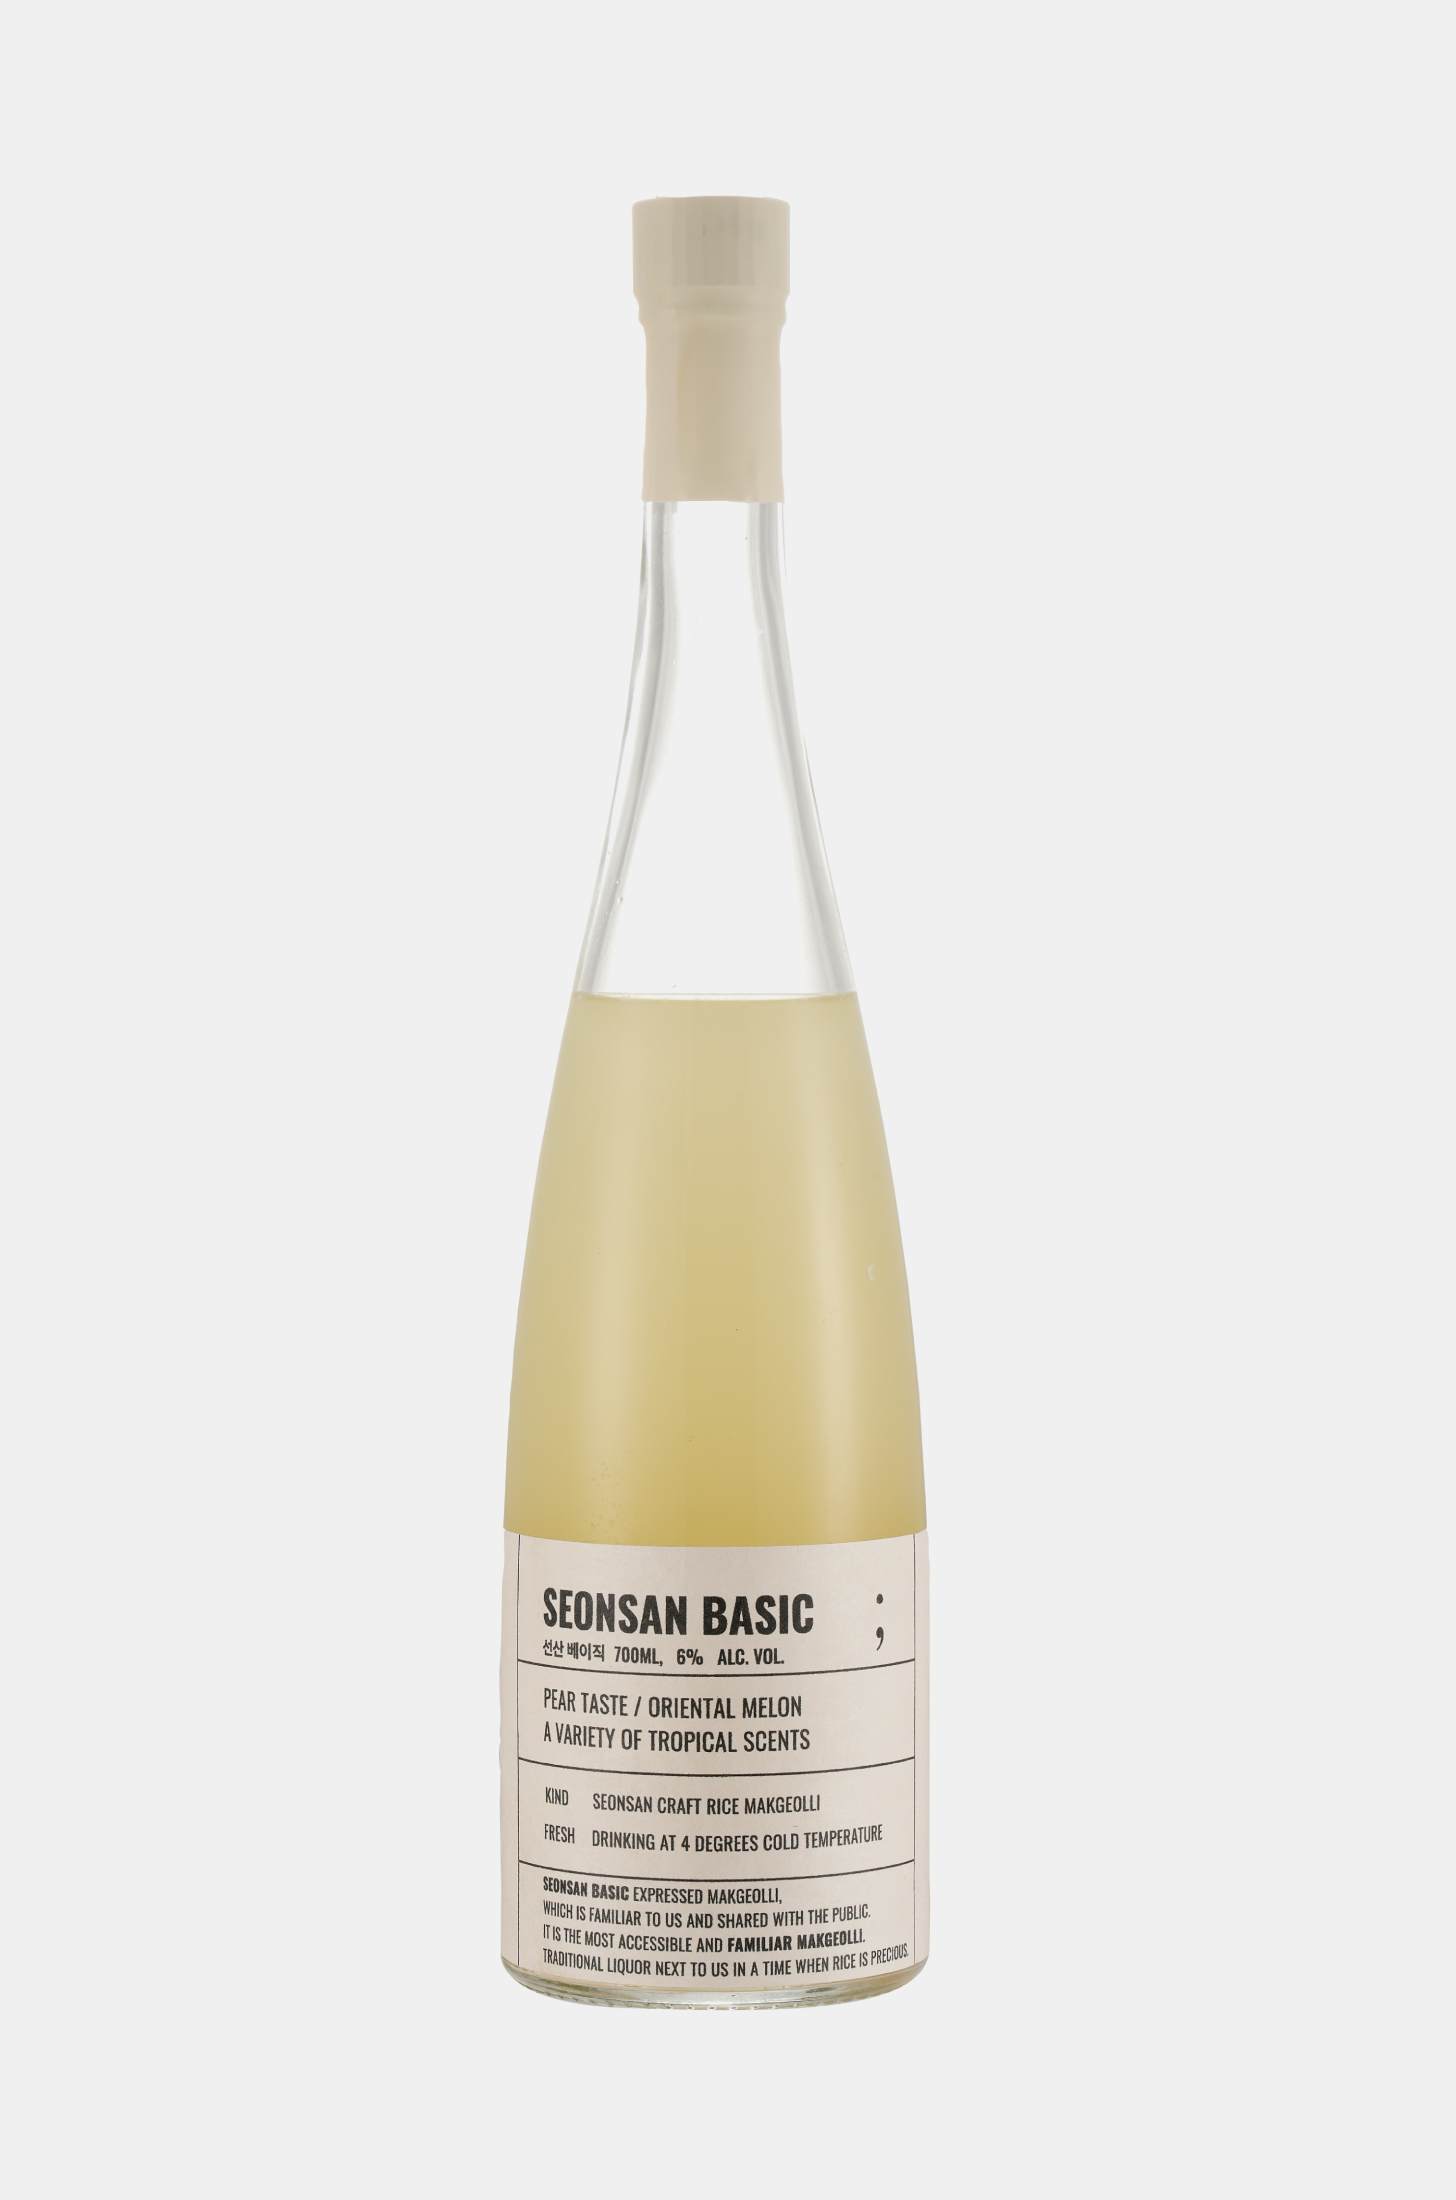 SEONSAN BASIC ;
선산 베이직 700ML, 6% ALC. VOL.
PEAR TASTE / ORIENTAL MELON
A VARIETY OF TROPICAL SCENTS
KIND SEONSAN CRAFT RICE MAKGEOLLI
FRESH DRINKING AT 4 DEGREES COLD TEMPERATURE
SEONSAN BASIC EXPRESSED MAKGEOLLI,
WHICH IS FAMILIAR TO US AND SHARED WITH THE PUBLIC.
IT IS THE MOST ACCESSIBLE AND FAMILIAR MAKGEOLLI.
TRADITIONAL LIQUOR NEXT TO US IN A TIME WHEN RICE IS PRECIOUS.